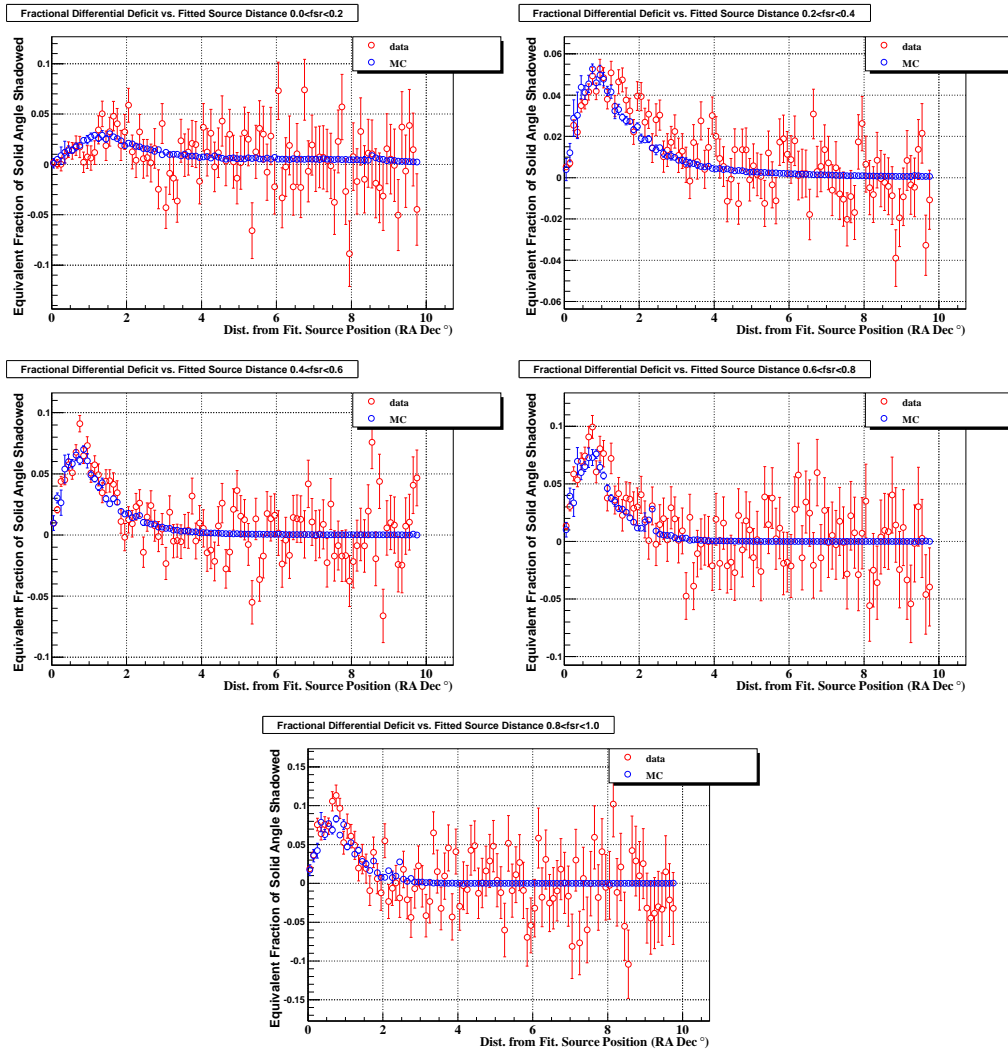 Fractional Differential Deficit vs. Fitted Source Distance 0.0<fsr<0.2
Equivalent Fraction of Solid Angle Shadowed
0.1
0.05
0
-0.05
-0.1
data
MC
0 2 4 6 8 10
Dist. from Fit. Source Position (RA Dec °)
Fractional Differential Deficit vs. Fitted Source Distance 0.2<fsr<0.4
Equivalent Fraction of Solid Angle Shadowed
0.06
0.04
0.02
0
-0.02
-0.04
-0.06
data
MC
0 2 4 6 8 10
Dist. from Fit. Source Position (RA Dec °)
Fractional Differential Deficit vs. Fitted Source Distance 0.4<fsr<0.6
Equivalent Fraction of Solid Angle Shadowed
0.1
0.05
0
-0.05
-0.1
data
MC
0 2 4 6 8 10
Dist. from Fit. Source Position (RA Dec °)
Fractional Differential Deficit vs. Fitted Source Distance 0.6<fsr<0.8
Equivalent Fraction of Solid Angle Shadowed
0.1
0.05
0
-0.05
-0.1
data
MC
0 2 4 6 8 10
Dist. from Fit. Source Position (RA Dec °)
Fractional Differential Deficit vs. Fitted Source Distance 0.8<fsr<1.0
Equivalent Fraction of Solid Angle Shadowed
0.15
0.1
0.05
0
-0.05
-0.1
-0.15
data
MC
0 2 4 6 8 10
Dist. from Fit. Source Position (RA Dec °)